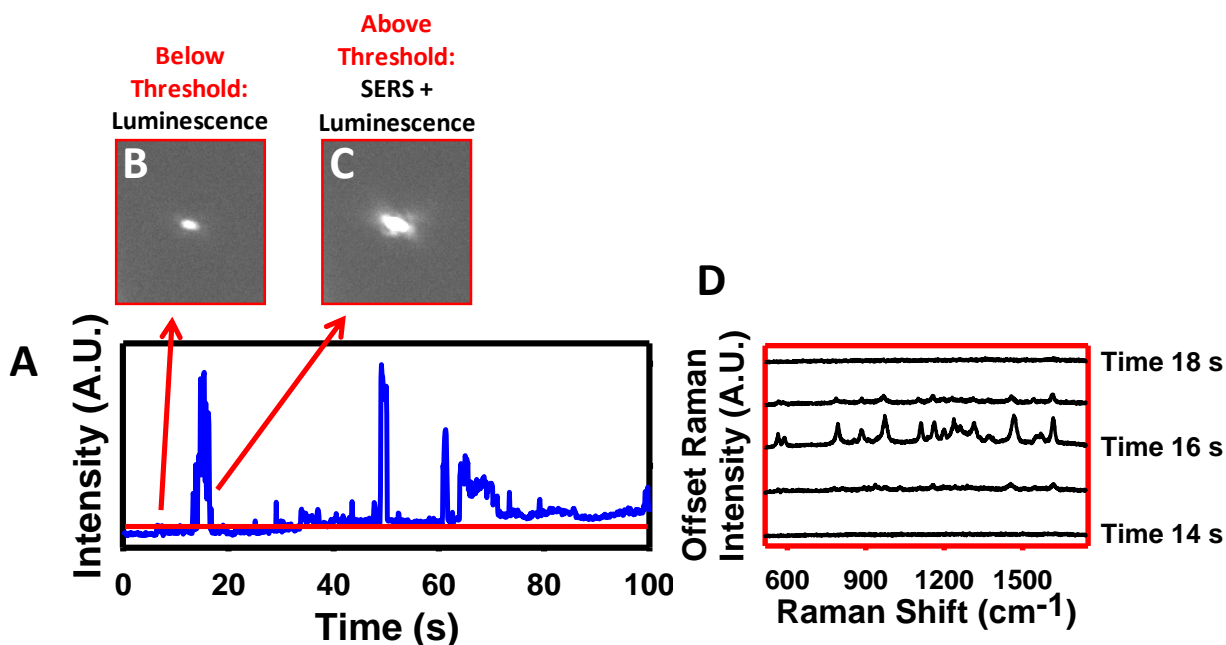 Below
Threshold:
Luminescence
Above
Threshold:
SERS +
Luminescence
B
C
A
Intensity (A.U.)
0 20 40 60 80 100
Time (s)
D
Offset Raman
Intensity (A.U.)
Time 18 s
Time 16 s
Time 14 s
600 900 1200 1500
Raman Shift (cm-1)